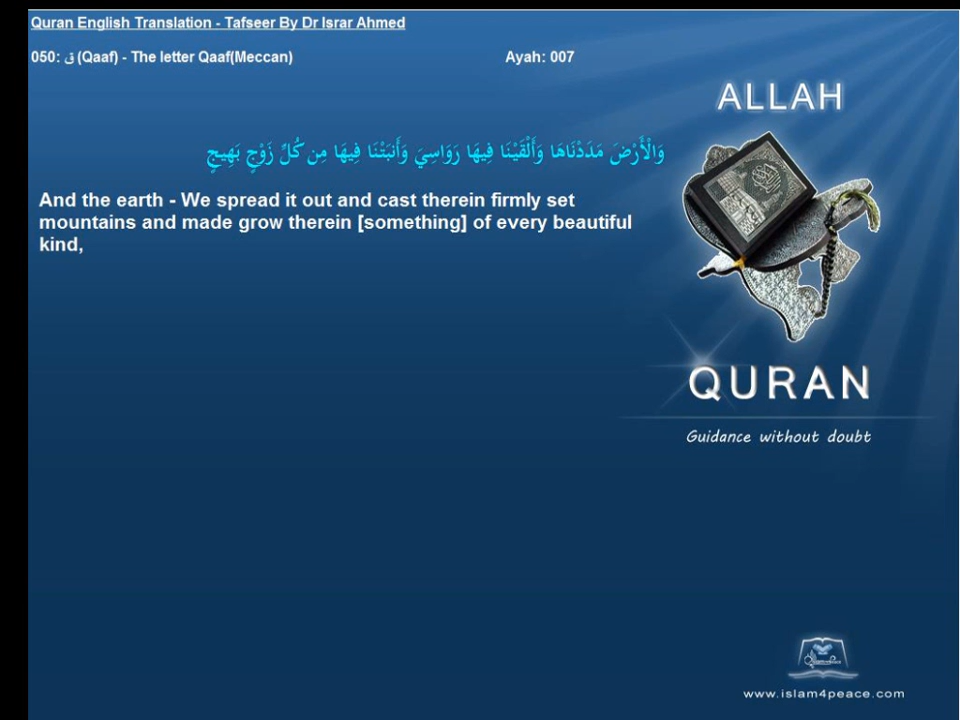 Quran English Translation - Tafseer By Dr Israr Ahmed
050: ق (Qaaf) - The letter Qaaf(Meccan)
Ayah: 007
ALLAH
وَالْأَرْضَ مَدَدْنَاهَا وَأَلْقَيْنَا فِيهَا رَوَاسِيَ وَأَنبَتْنَا فِيهَا مِن كُلِّ زَوْجٍ بَهِيجٍ
And the earth - We spread it out and cast therein firmly set
mountains and made grow therein [something] of every beautiful
kind,
QURAN
Guidance without doubt
www.islam4peace.com